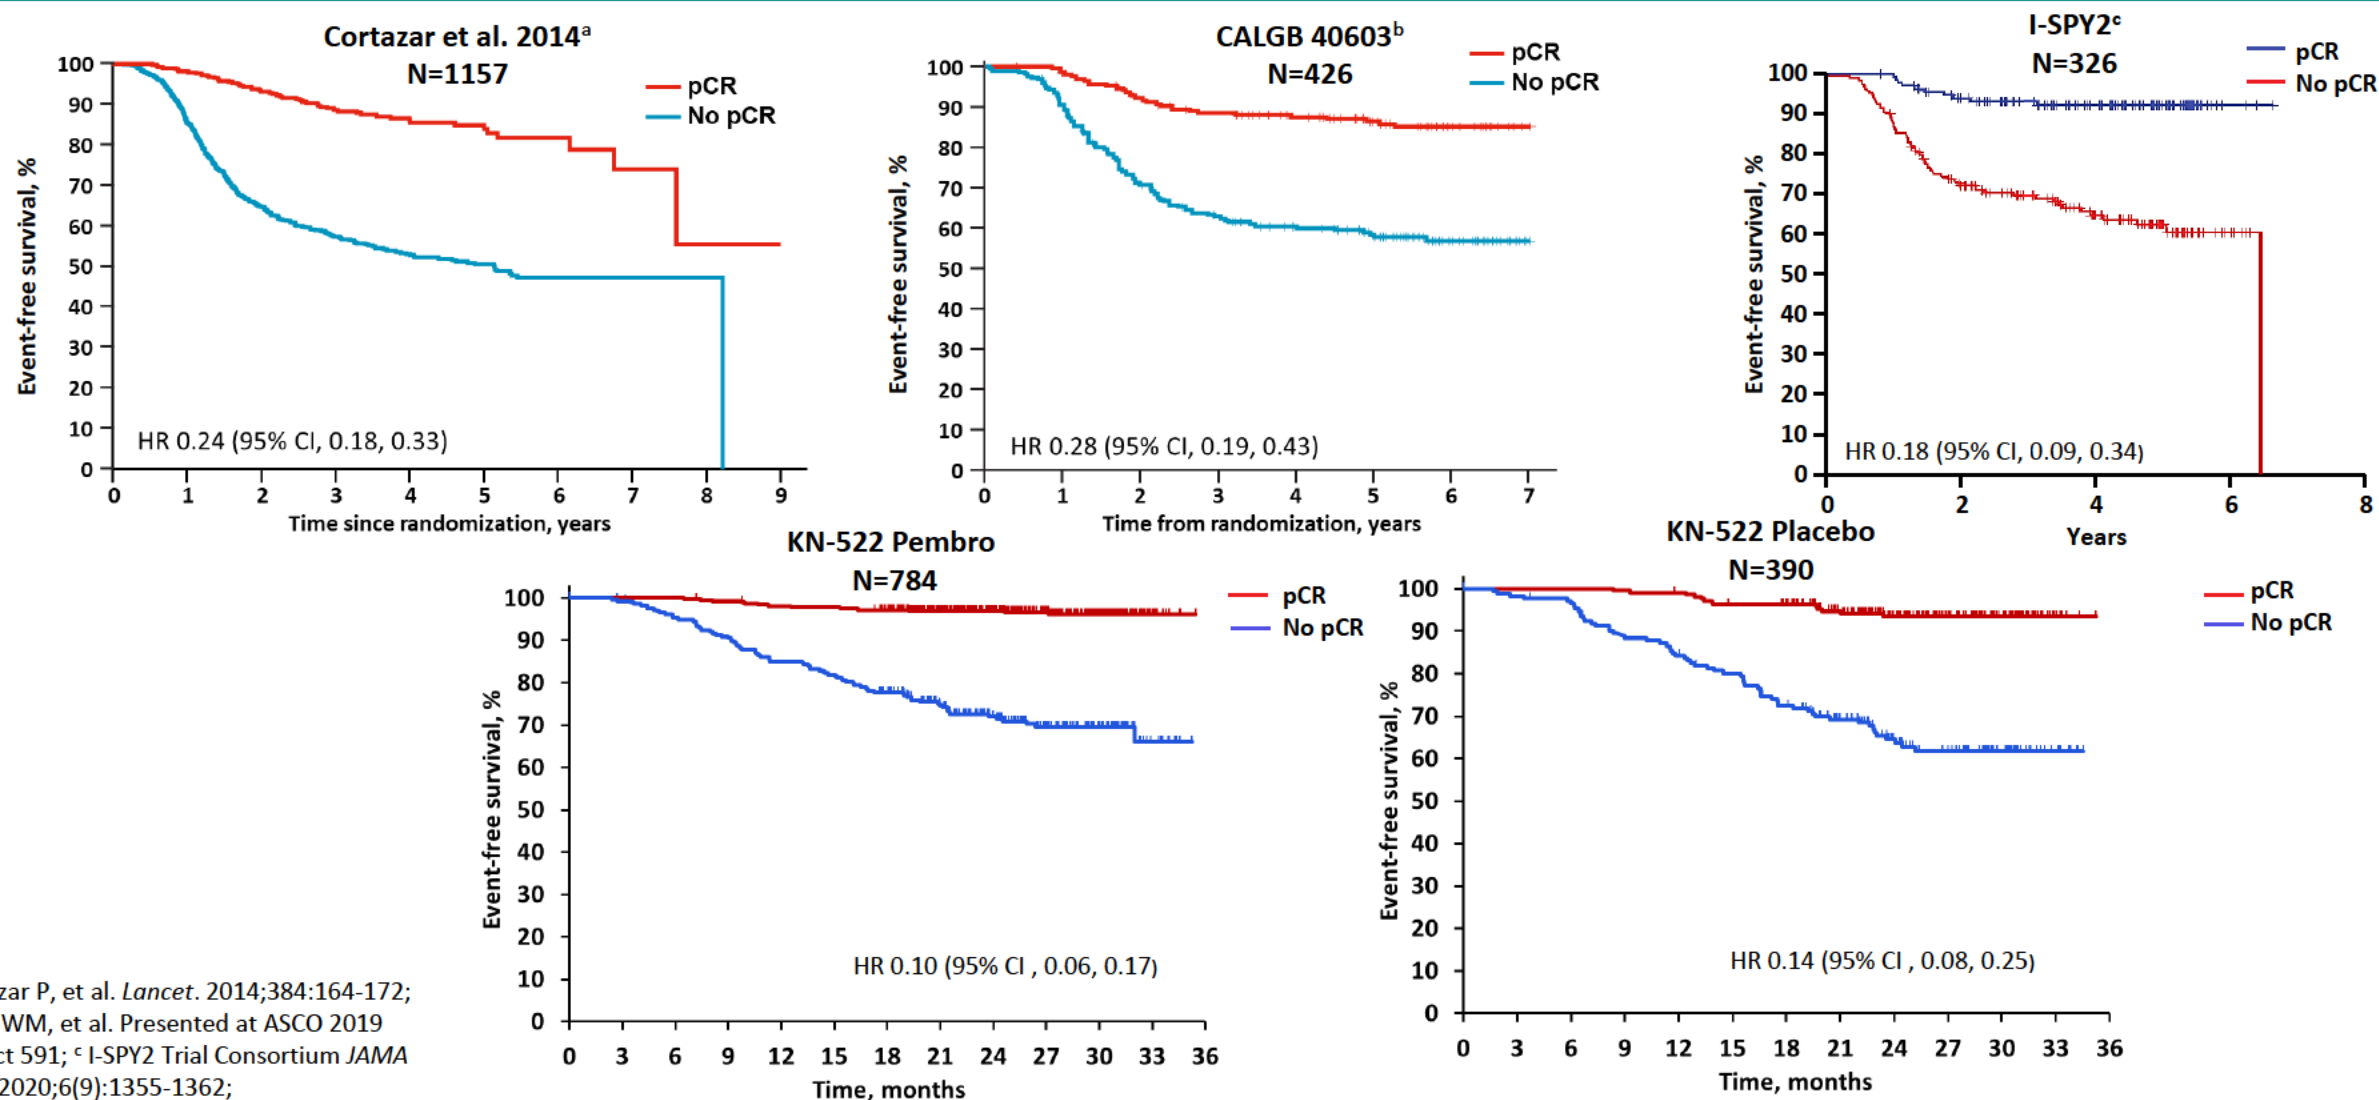 Cortazar et al. 2014ᵃ
N=1157
pCR
No pCR
Event-free survival, %
100
90
80
70
60
50
40
30
20
10
0
HR 0.24 (95% CI, 0.18, 0.33)
0 1 2 3 4 5 6 7 8 9
Time since randomization, years
CALGB 40603ᵇ
N=426
pCR
No pCR
Event-free survival, %
100
90
80
70
60
50
40
30
20
10
0
HR 0.28 (95% CI, 0.19, 0.43)
0 1 2 3 4 5 6 7
Time from randomization, years
I-SPY2ᶜ
N=326
pCR
No pCR
Event-free survival, %
100
90
80
70
60
50
40
30
20
10
0
HR 0.18 (95% CI, 0.09, 0.34)
0 2 4 6 8
Years
KN-522 Pembro
N=784
pCR
No pCR
Event-free survival, %
100
90
80
70
60
50
40
30
20
10
0
HR 0.10 (95% CI , 0.06, 0.17)
0 3 6 9 12 15 18 21 24 27 30 33 36
Time, months
KN-522 Placebo
N=390
pCR
No pCR
Event-free survival, %
100
90
80
70
60
50
40
30
20
10
0
HR 0.14 (95% CI , 0.08, 0.25)
0 3 6 9 12 15 18 21 24 27 30 33 36
Time, months
zar P, et al. Lancet. 2014;384:164-172;
WM, et al. Presented at ASCO 2019
ct 591; ᶜ I-SPY2 Trial Consortium JAMA
2020;6(9):1355-1362;